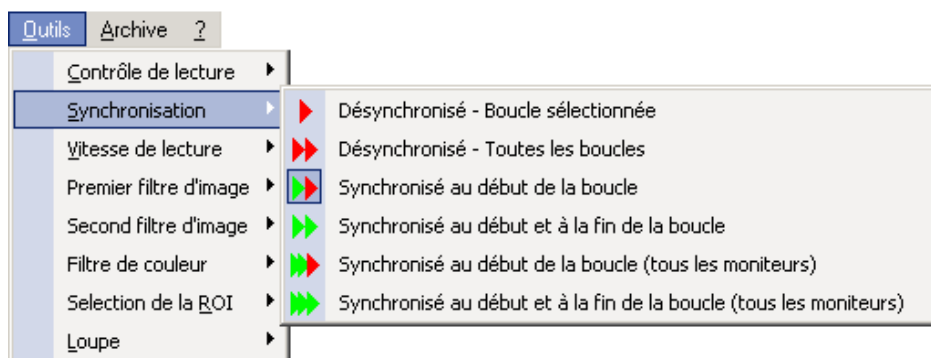 Outils Archive ?
Contrôle de lecture
Synchronisation
Désynchronisé - Boucle sélectionnée
Vitesse de lecture
Désynchronisé - Toutes les boucles
Premier filtre d'image
Synchronisé au début de la boucle
Second filtre d'image
Synchronisé au début et à la fin de la boucle
Filtre de couleur
Synchronisé au début de la boucle (tous les moniteurs)
Selection de la ROI
Synchronisé au début et à la fin de la boucle (tous les moniteurs)
Loupe